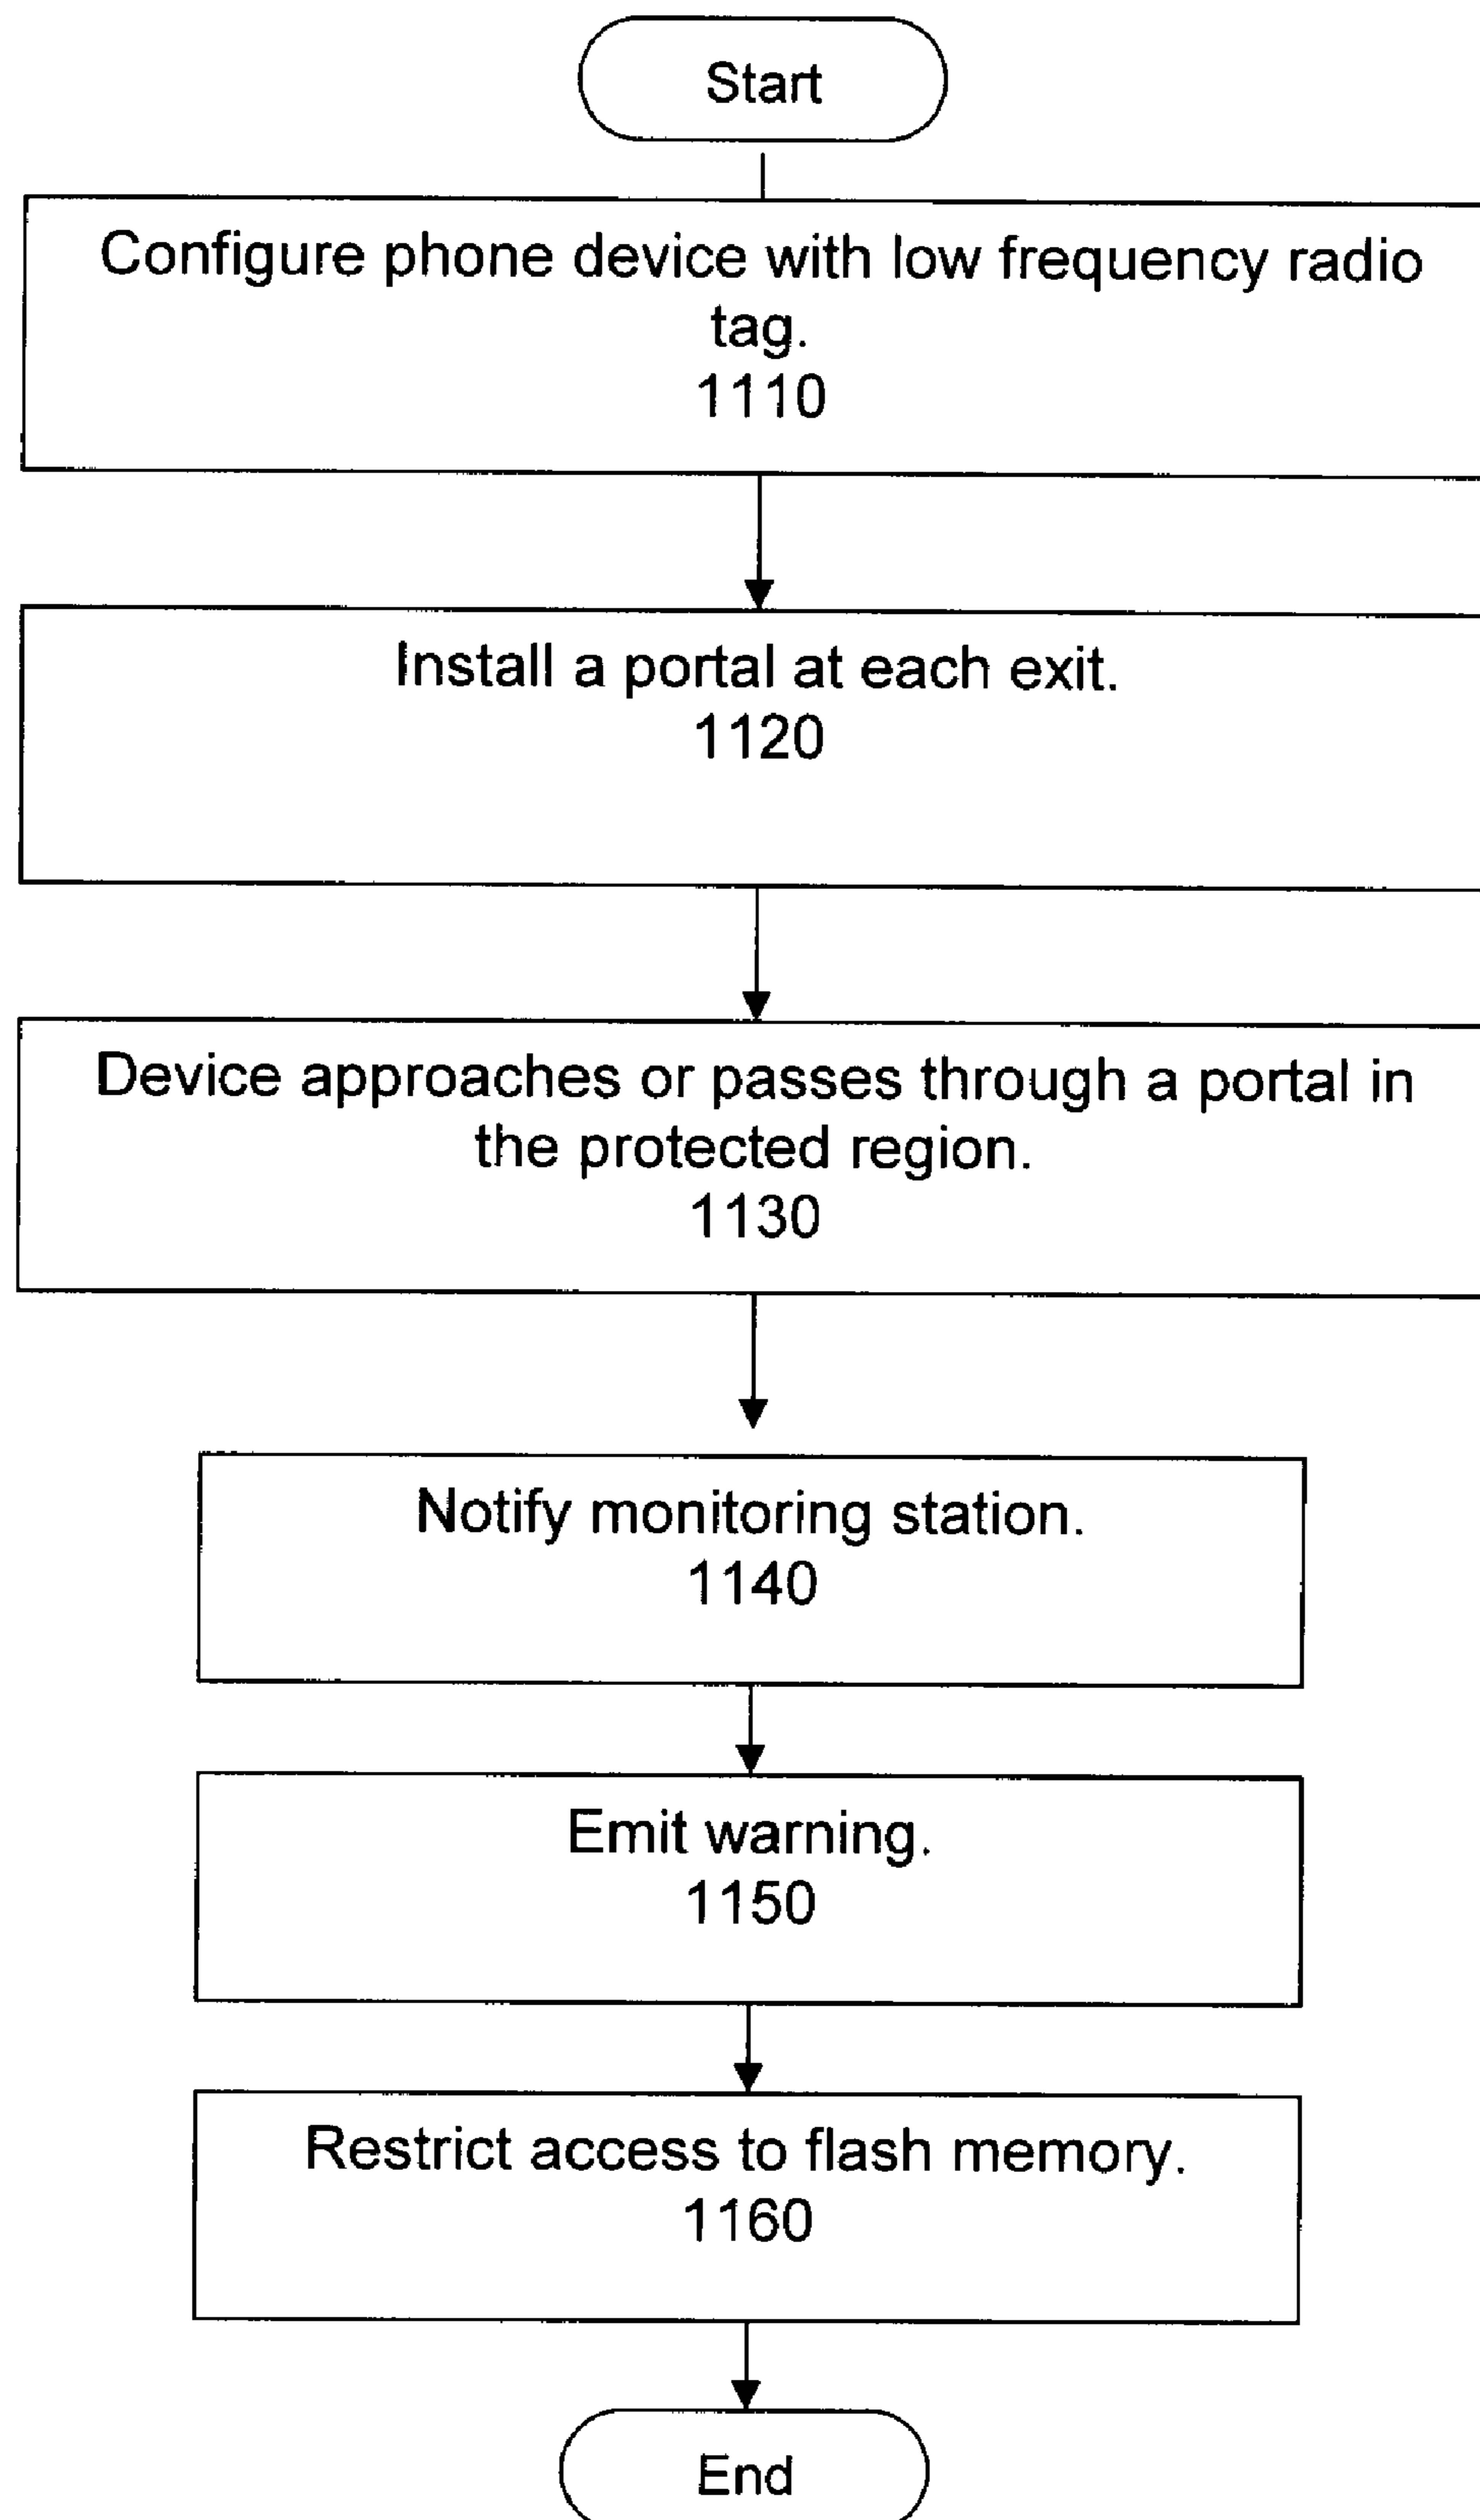 Start
Configure phone device with low frequency radio
tag.
1110
Install a portal at each exit.
1120
Device approaches or passes through a portal in
the protected region.
1130
Notify monitoring station.
1140
Emit warning.
1150
Restrict access to flash memory.
1160
End